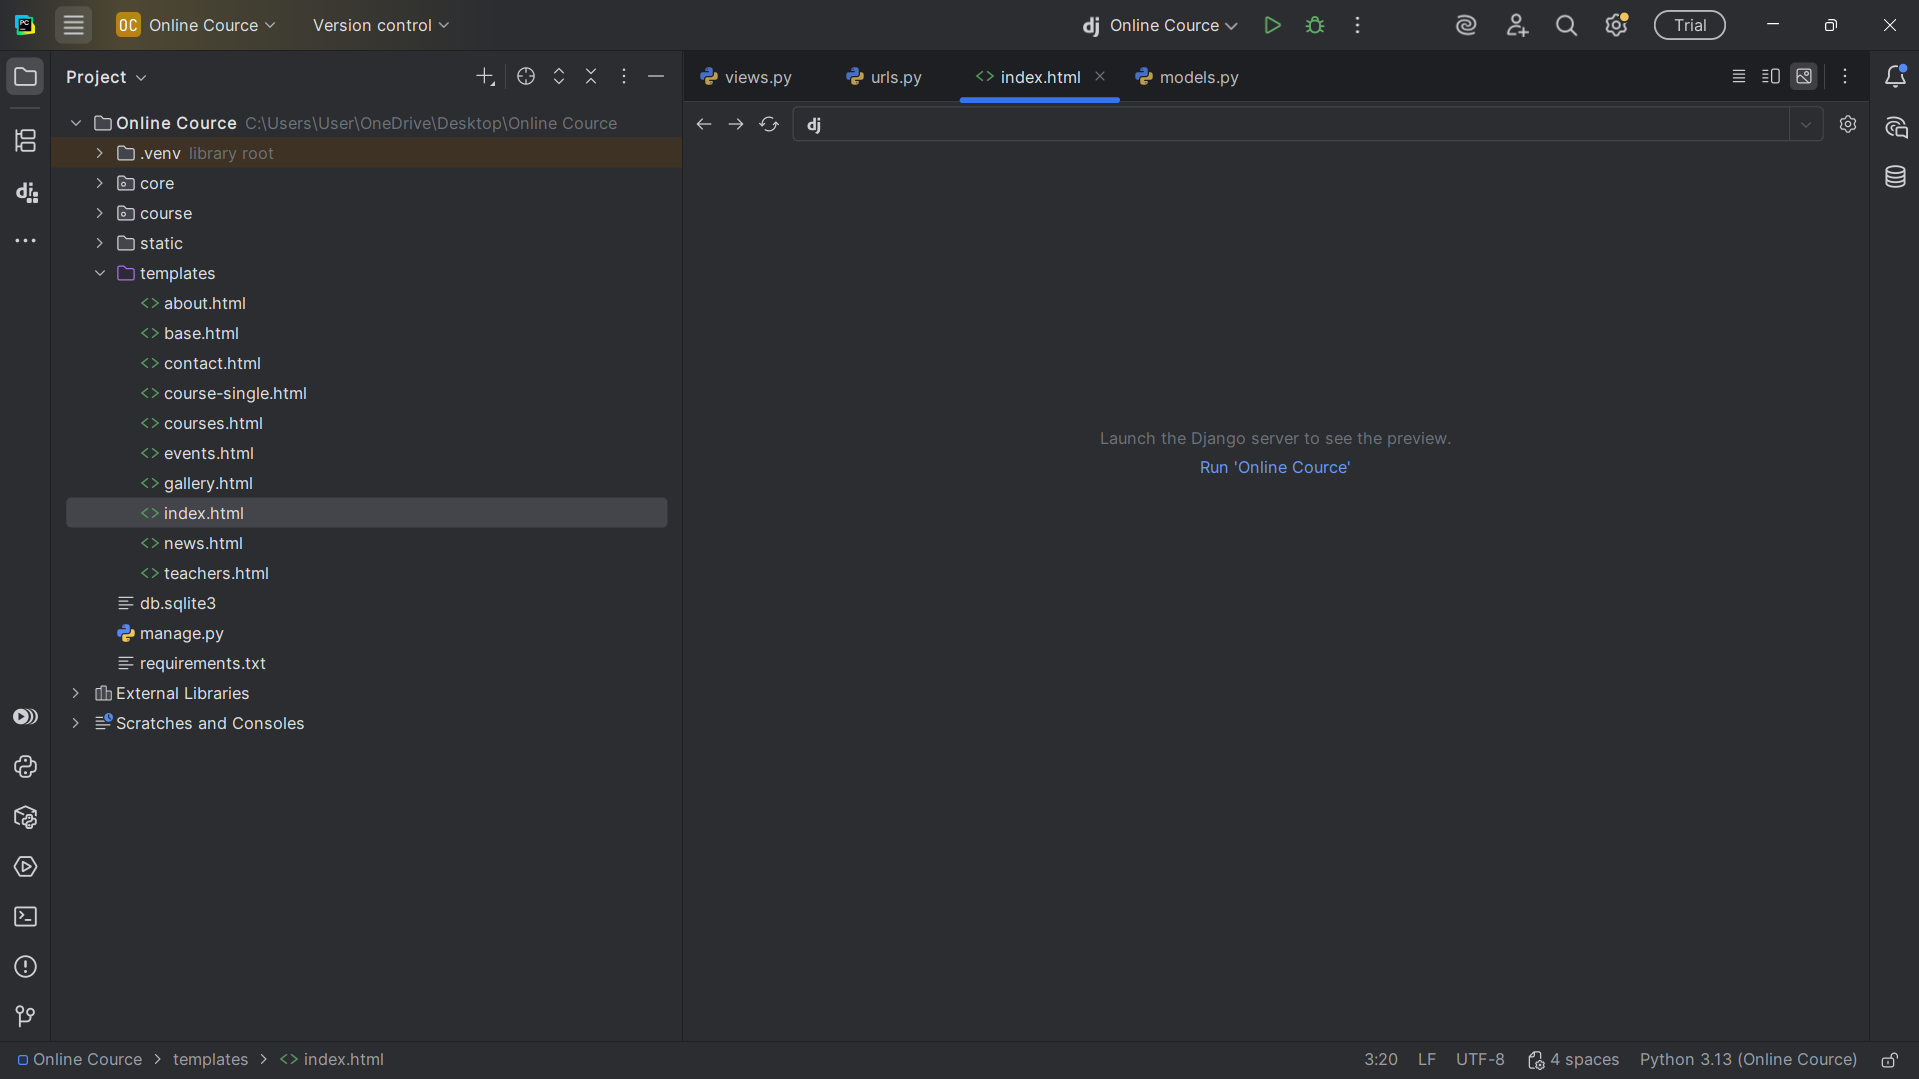 PC
OC Online Cource
Version control
dj Online Cource
Trial
Project
views.py
urls.py
index.html
models.py
Online Cource C:\Users\User\OneDrive\Desktop\Online Cource
dj
.venv library root
core
course
static
templates
about.html
base.html
contact.html
course-single.html
courses.html
events.html
gallery.html
index.html
news.html
teachers.html
db.sqlite3
manage.py
requirements.txt
External Libraries
Scratches and Consoles
Launch the Django server to see the preview.
Run 'Online Cource'
dj
Online Cource > templates > <> index.html
3:20 LF UTF-8 4 spaces Python 3.13 (Online Cource)